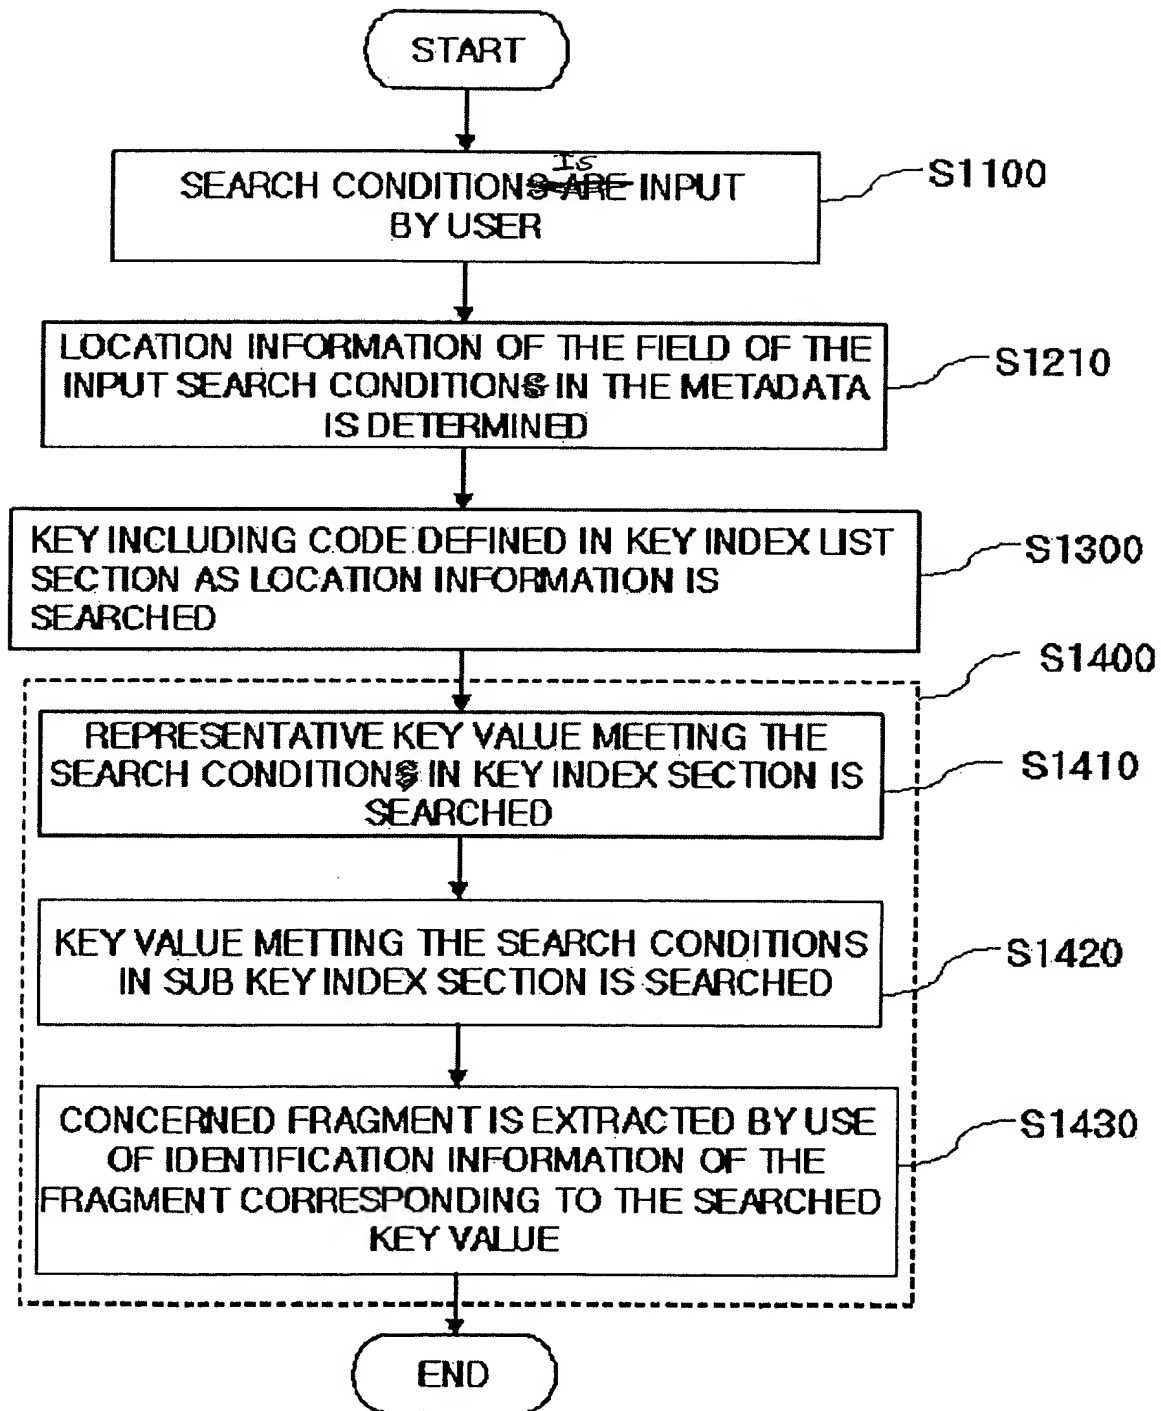 START
IS
SEARCH CONDITIONS ARE INPUT
BY USER
S1100
LOCATION INFORMATION OF THE FIELD OF THE
INPUT SEARCH CONDITIONS IN THE METADATA
IS DETERMINED
S1210
KEY INCLUDING CODE DEFINED IN KEY INDEX LIST
SECTION AS LOCATION INFORMATION IS
SEARCHED
S1300
S1400
REPRESENTATIVE KEY VALUE MEETING THE
SEARCH CONDITIONS IN KEY INDEX SECTION IS
SEARCHED
S1410
KEY VALUE METTING THE SEARCH CONDITIONS
IN SUB KEY INDEX SECTION IS SEARCHED
S1420
CONCERNED FRAGMENT IS EXTRACTED BY USE
OF IDENTIFICATION INFORMATION OF THE
FRAGMENT CORRESPONDING TO THE SEARCHED
KEY VALUE
S1430
END